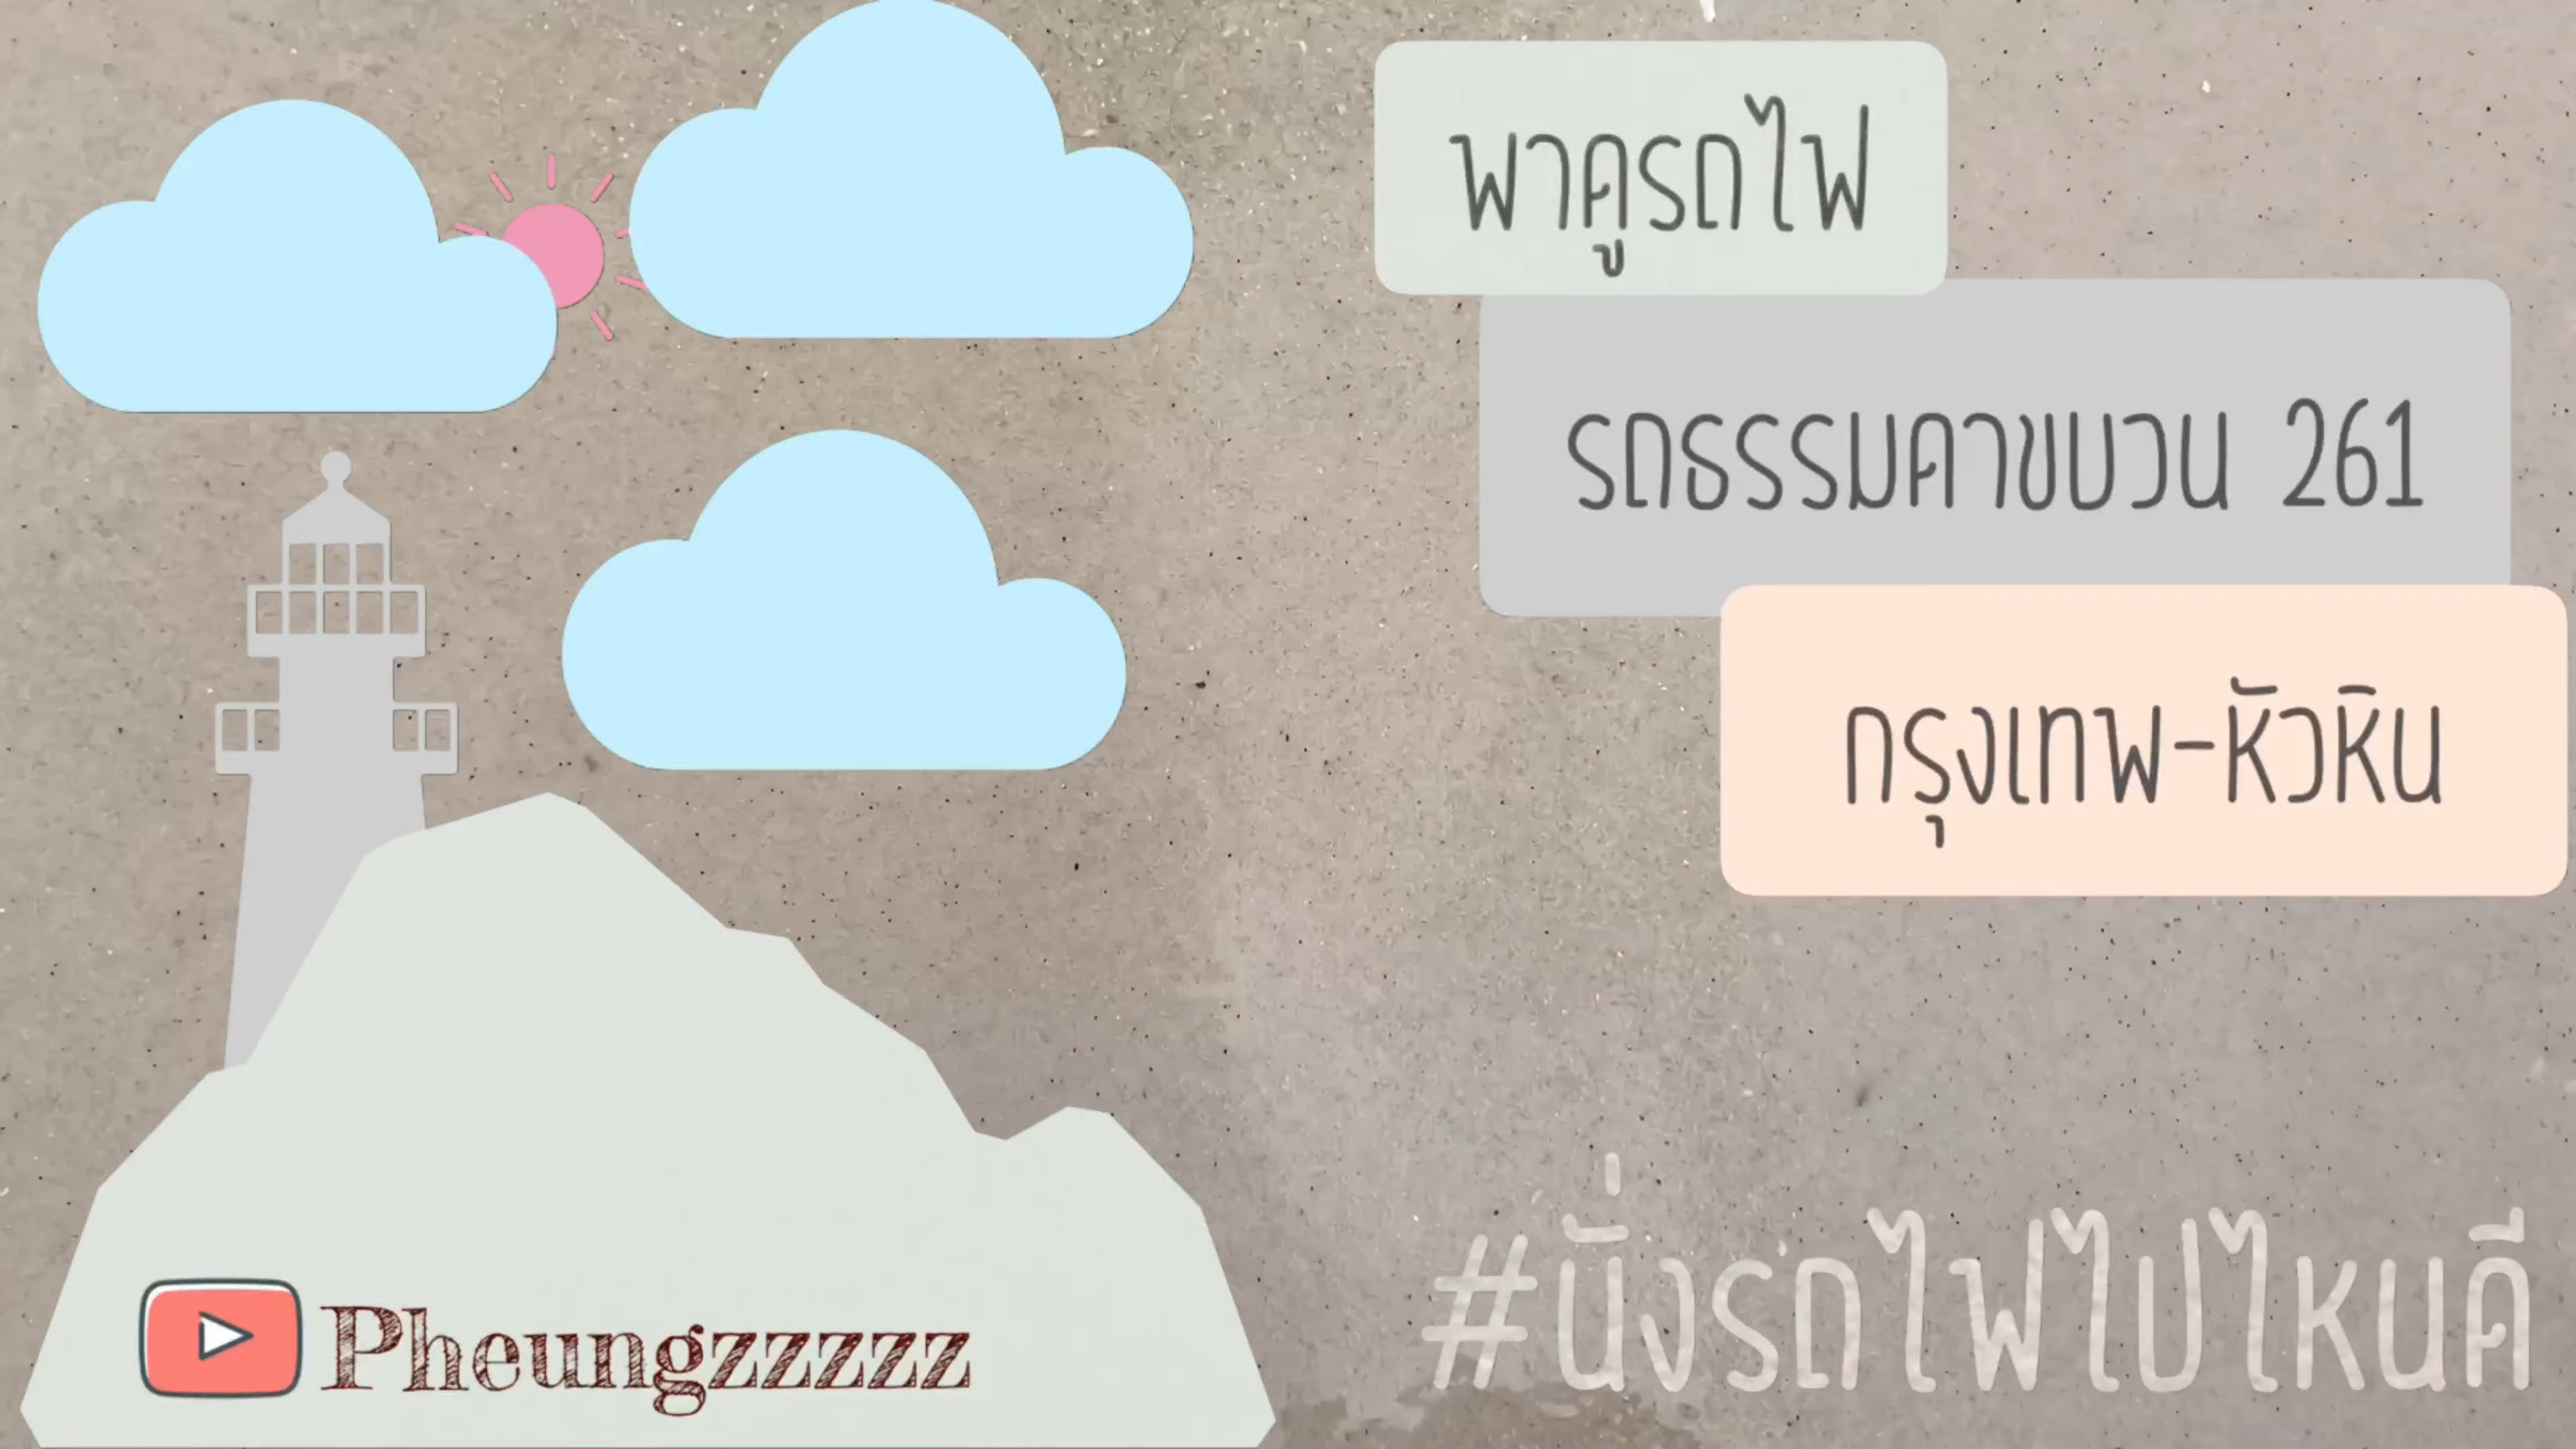 พาดูรถไฟ
รถธรรมดาขบวน 261
กรุงเทพ-หัวหิน
#นั่งรถไฟไปไหนดี
Pheungzzzzz